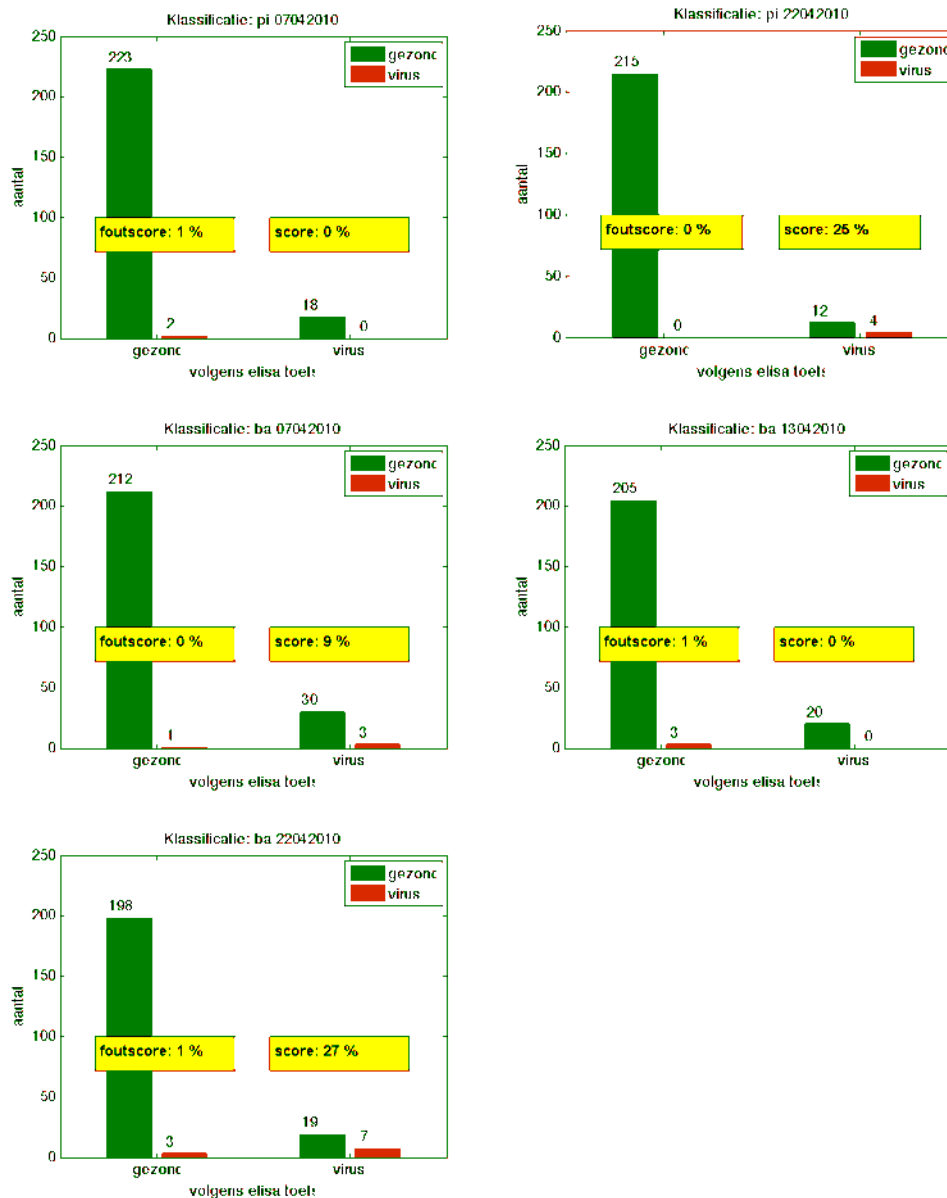 Klassificatie: pi 07042010
250
200
150
100
50
0
aantal
223
2
18
0
gezond
virus
foutscore: 1 %
score: 0 %
gezond
virus
volgens elisa toets
Klassificatie: pi 22042010
250
200
150
100
50
0
aantal
215
0
12
4
gezond
virus
foutscore: 0 %
score: 25 %
gezond
virus
volgens elisa toets
Klassificatie: ba 07042010
250
200
150
100
50
0
aantal
212
1
30
3
gezond
virus
foutscore: 0 %
score: 9 %
gezond
virus
volgens elisa toets
Klassificatie: ba 13042010
250
200
150
100
50
0
aantal
205
3
20
0
gezond
virus
foutscore: 1 %
score: 0 %
gezond
virus
volgens elisa toets
Klassificatie: ba 22042010
250
200
150
100
50
0
aantal
198
3
19
7
gezond
virus
foutscore: 1 %
score: 27 %
gezond
virus
volgens elisa toets